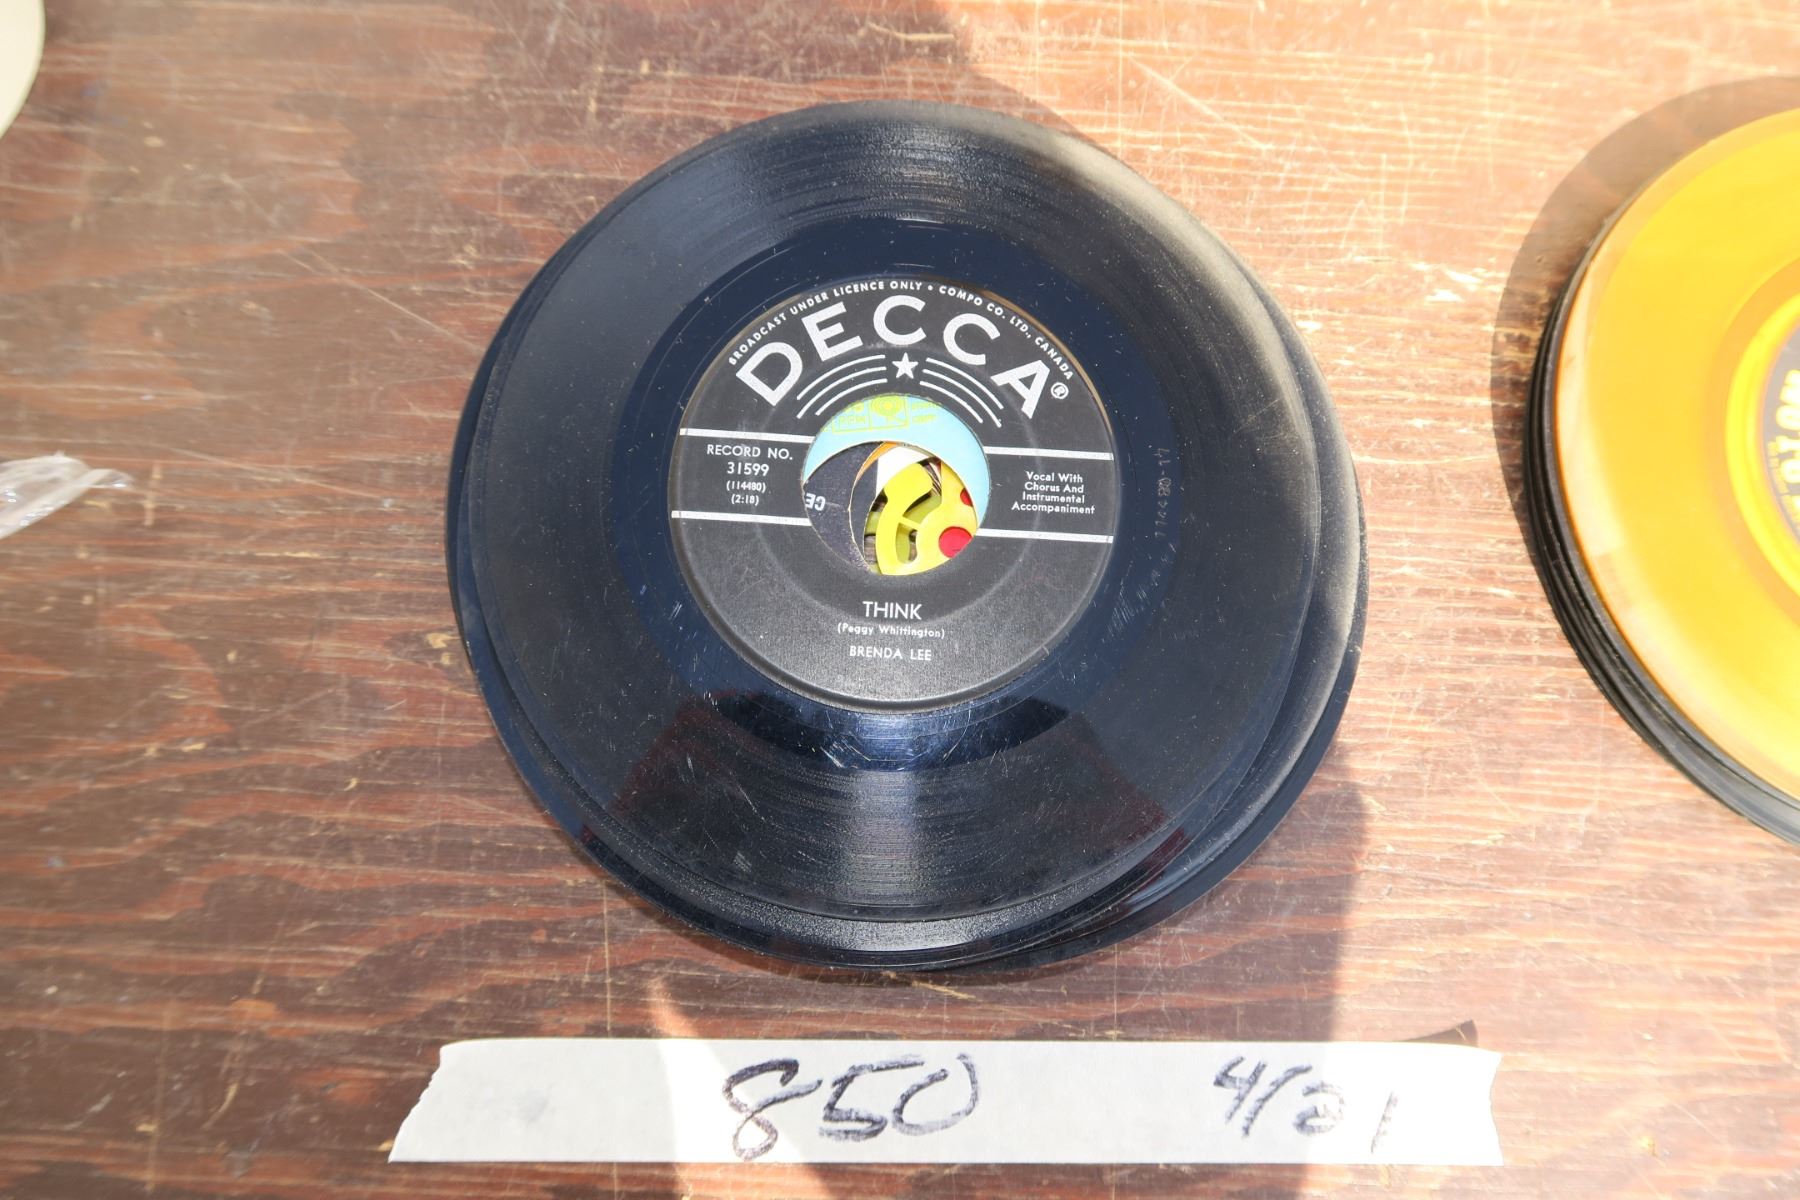 BROADCAST UNDER LICENCE ONLY • COMPO CO. LTD., CANADA
DECCA®
RECORD NO.
31599
(114480)
(2:18)
Vocal With
Chorus And
Instrumental
Accompaniment
CE
THINK
(Peggy Whittington)
BRENDA LEE
850 4/21